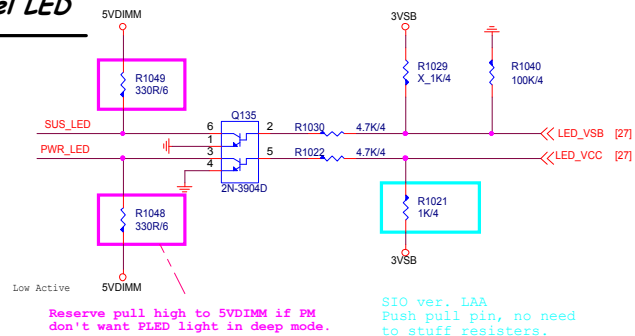 el LED
5VDIMM
3VSB
R1049
330R/6
R1029
X_1K/4
R1040
100K/4
Q135
SUS_LED
6
2
R1030
4.7K/4
LED_VSB [27]
1
PWR_LED
3
5
R1022
4.7K/4
LED_VCC [27]
4
2N-3904D
R1048
330R/6
R1021
1K/4
3VSB
Low Active
5VDIMM
Reserve pull high to 5VDIMM if PM
don't want PLED light in deep mode.
SIO ver. LAA
Push pull pin, no need
to stuff resisters.